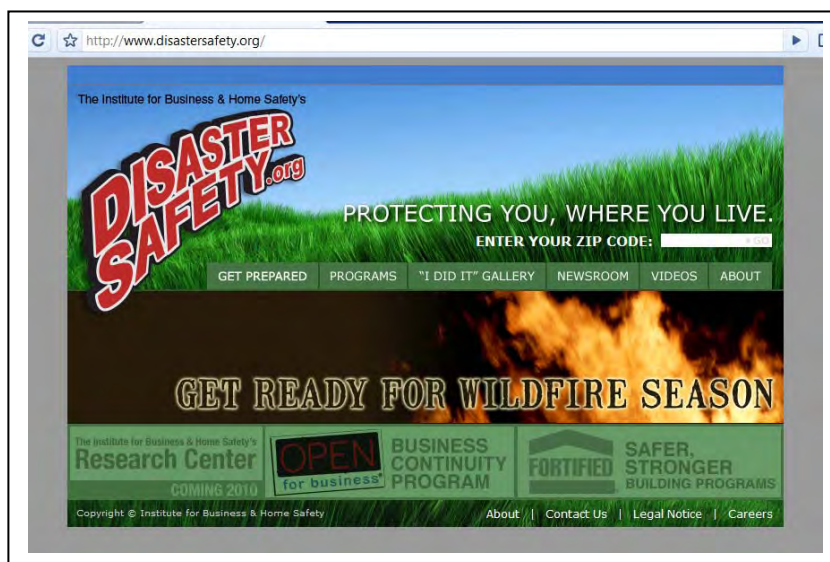 http://www.disastersafety.org/
The Institute for Business & Home Safety's
DISASTER
SAFETY.org
PROTECTING YOU, WHERE YOU LIVE.
ENTER YOUR ZIP CODE: GO
GET PREPARED PROGRAMS "I DID IT" GALLERY NEWSROOM VIDEOS ABOUT
GET READY FOR WILDFIRE SEASON
The Institute for Business & Home Safety's
Research Center
COMING 2010
OPEN
for business®
BUSINESS
CONTINUITY
PROGRAM
FORTIFIED
SAFER,
STRONGER
BUILDING PROGRAMS
Copyright © Institute for Business & Home Safety
About | Contact Us | Legal Notice | Careers